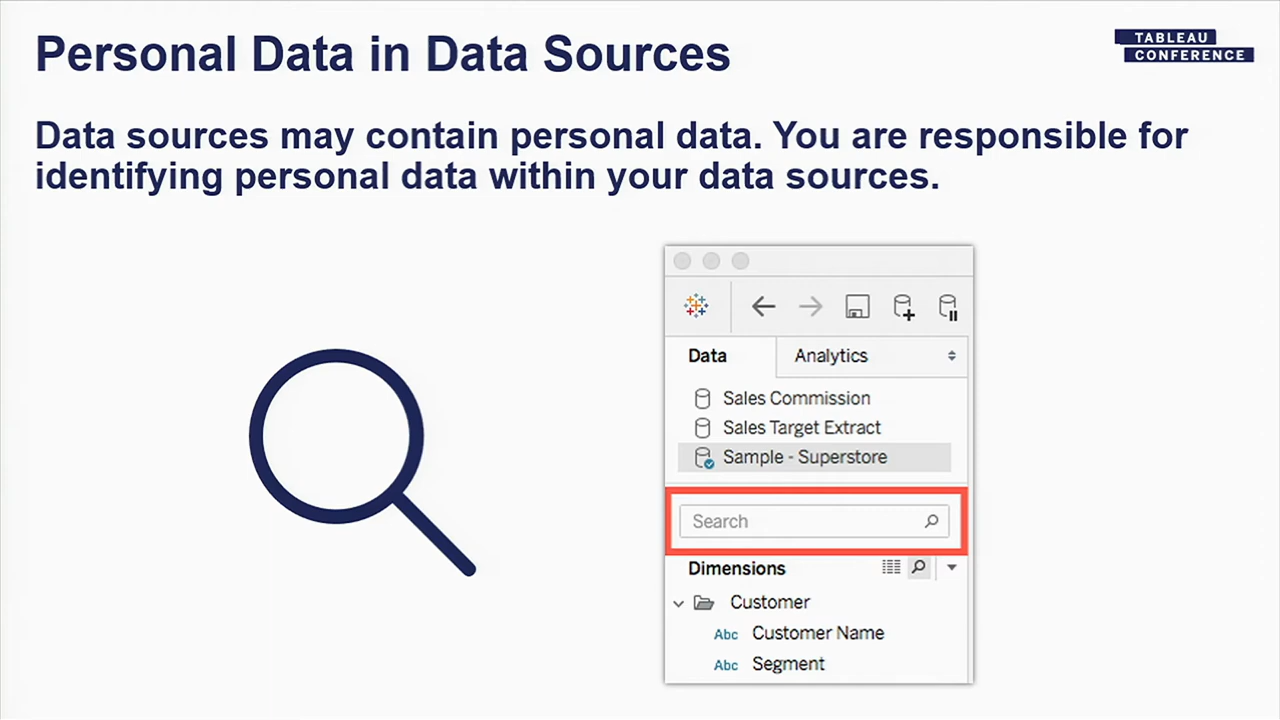 Personal Data in Data Sources
TABLEAU
CONFERENCE
Data sources may contain personal data. You are responsible for
identifying personal data within your data sources.
Data
Analytics
Sales Commission
Sales Target Extract
Sample - Superstore
Search
Dimensions
Customer
Abc Customer Name
Abc Segment